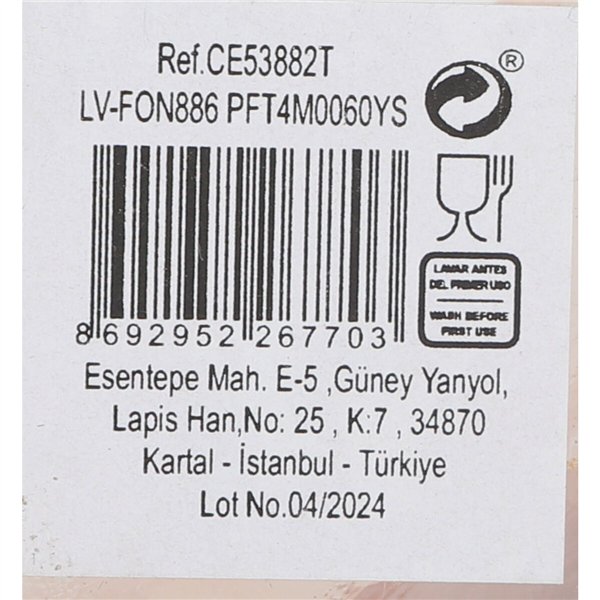 Ref.CE53882T
LV-FON886 PFT4M0060YS
®
LAVAR ANTES
DEL PRIMER USO
WASH BEFORE
FIRST USE
8 692952 267703
Esentepe Mah. E-5 ,Güney Yanyol,
Lapis Han,No: 25 , K:7 , 34870
Kartal - İstanbul - Türkiye
Lot No.04/2024